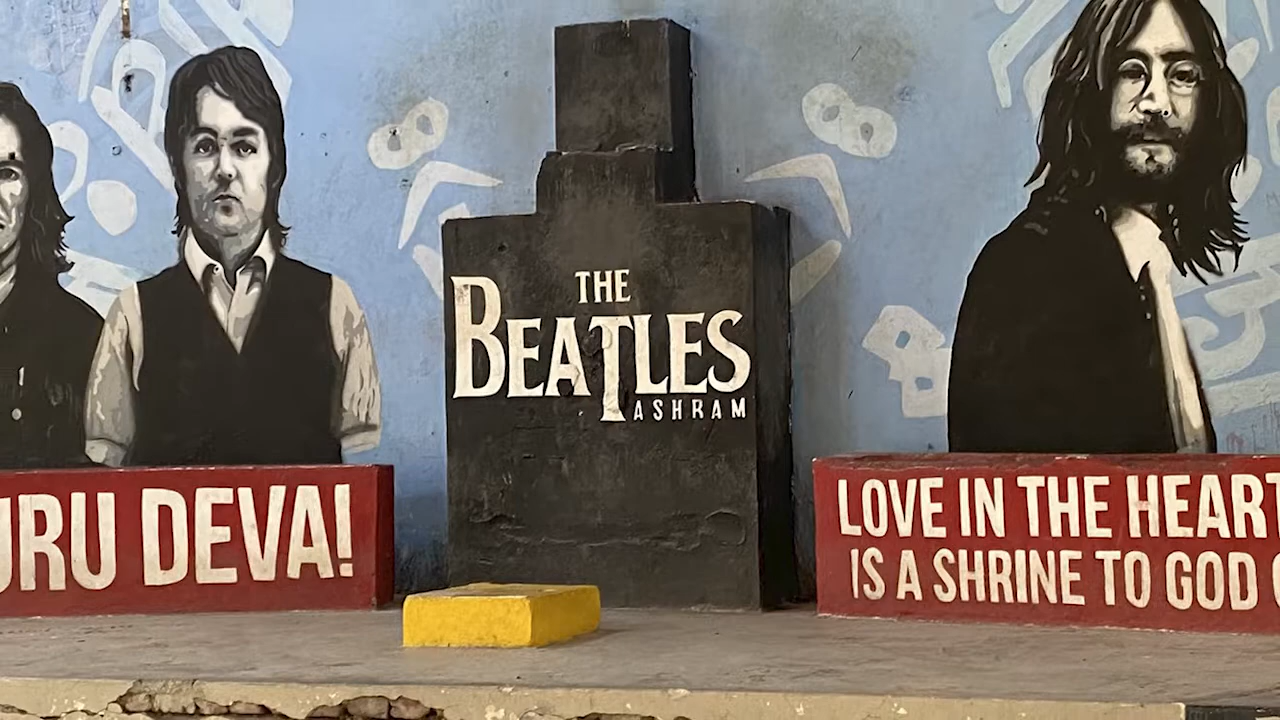 THE
BEATLES
ASHRAM
URU DEVA!
LOVE IN THE HEART
IS A SHRINE TO GOD